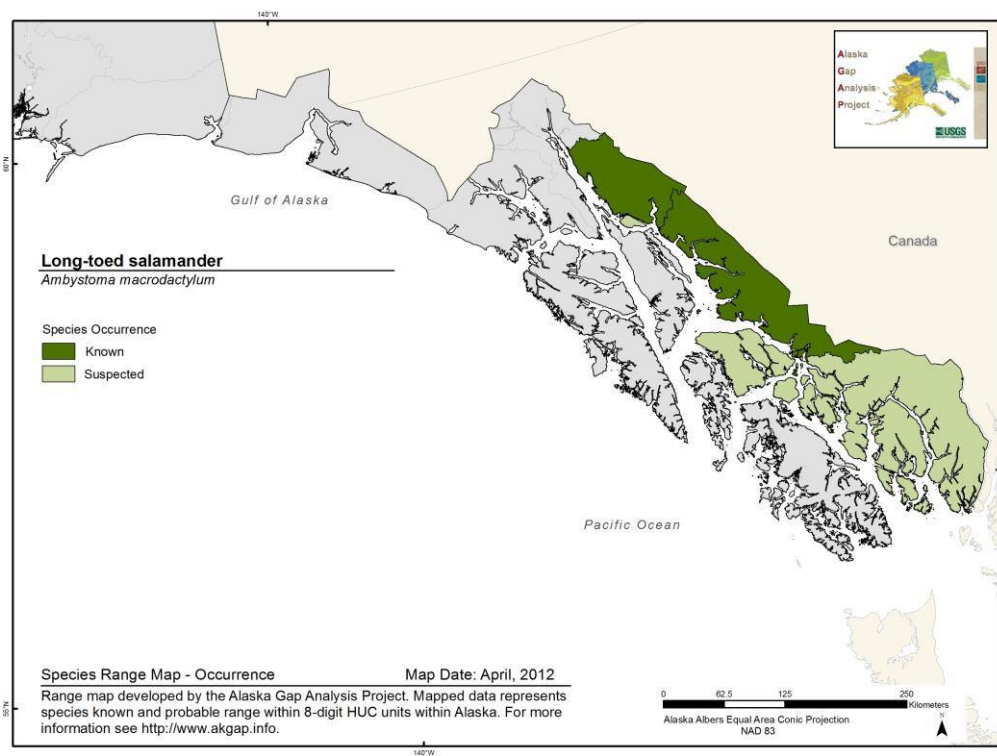 140°W
Alaska
Gap
Analysis
Project
USGS
60°N
Gulf of Alaska
Canada
Long-toed salamander
Ambystoma macrodactylum
Species Occurrence
Known
Suspected
Pacific Ocean
Species Range Map - Occurrence Map Date: April, 2012
Range map developed by the Alaska Gap Analysis Project. Mapped data represents
species known and probable range within 8-digit HUC units within Alaska. For more
information see http://www.akgap.info.
0 62.5 125 250
Kilometers
Alaska Albers Equal Area Conic Projection
NAD 83
N
55°N
140°W